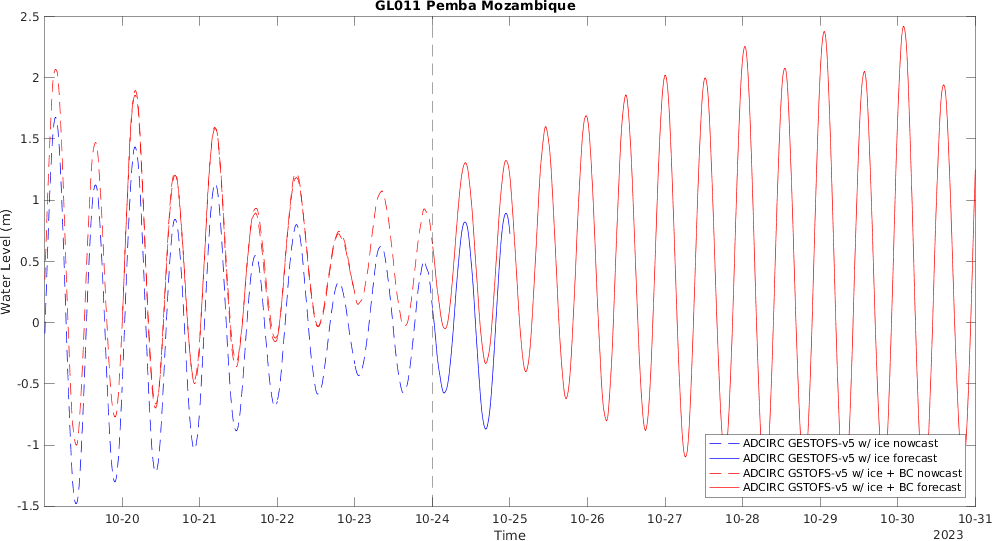 GL011 Pemba Mozambique
2.5
2
1.5
1
0.5
0
-0.5
-1
-1.5
Water Level (m)
ADCIRC GESTOFS-v5 w/ ice nowcast
ADCIRC GESTOFS-v5 w/ ice forecast
ADCIRC GSTOFS-v5 w/ ice + BC nowcast
ADCIRC GSTOFS-v5 w/ ice + BC forecast
10-20 10-21 10-22 10-23 10-24 10-25 10-26 10-27 10-28 10-29 10-30 10-31
Time
2023